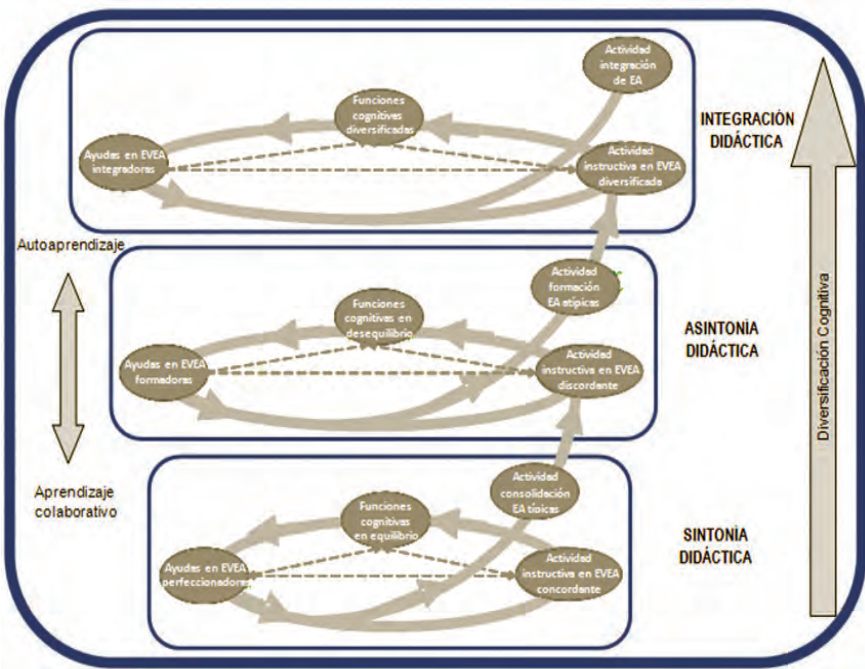 Actividad
integración
de EA
Funciones
cognitivas
diversificadas
Ayudas en EVEA
integradoras
Actividad
instructiva en EVEA
diversificada
INTEGRACIÓN
DIDÁCTICA
Autoaprendizaje
Actividad
formación
EA atípicas
Funciones
cognitivas en
desequilibrio
Ayudas en EVEA
formadoras
Actividad
instructiva en EVEA
discordante
ASINTONÍA
DIDÁCTICA
Diversificación Cognitiva
Aprendizaje
colaborativo
Actividad
consolidación
EA típicas
Funciones
cognitivas
en equilibrio
Ayudas en EVEA
perfeccionadoras
Actividad
instructiva en EVEA
concordante
SINTONÍA
DIDÁCTICA